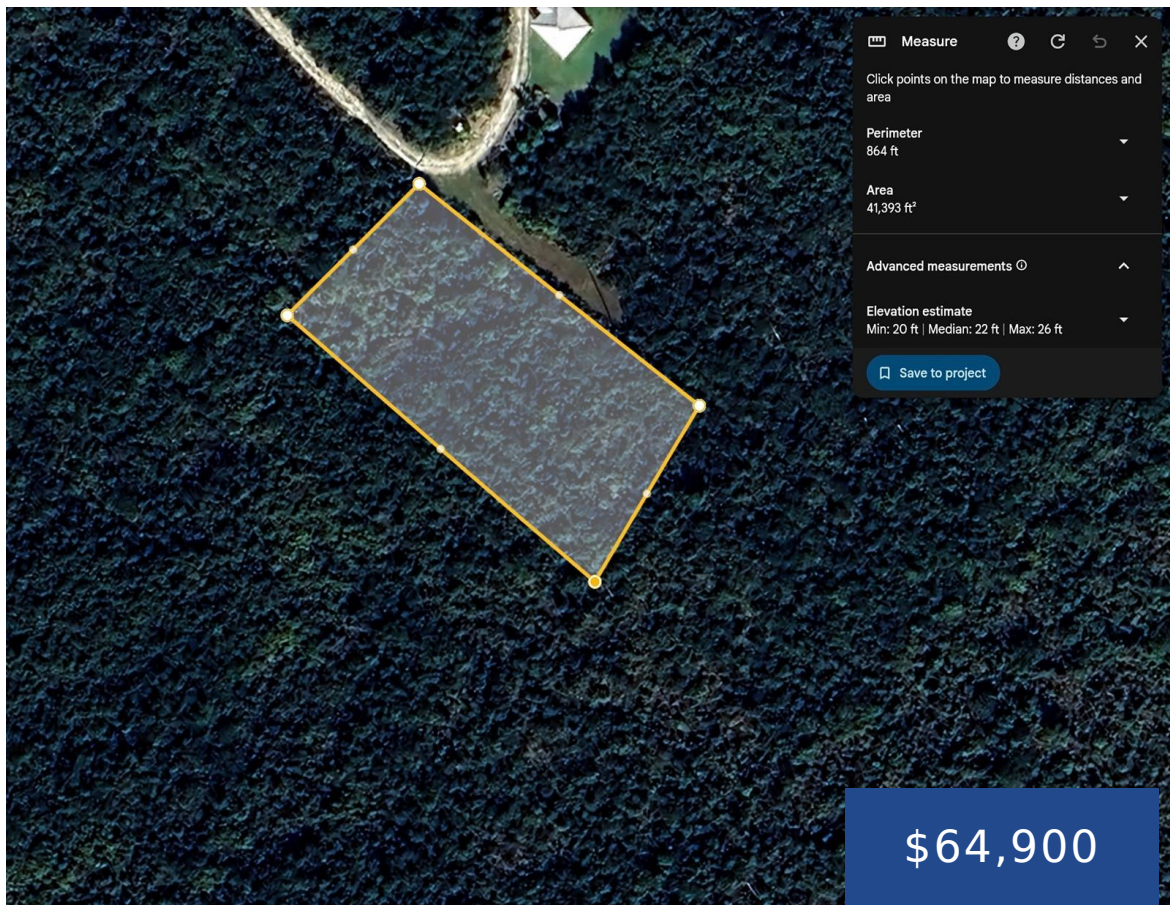 Measure
Click points on the map to measure distances and
area
Perimeter
864 ft
Area
41,393 ft²
Advanced measurements
Elevation estimate
Min: 20 ft | Median: 22 ft | Max: 26 ft
Save to project
$64,900